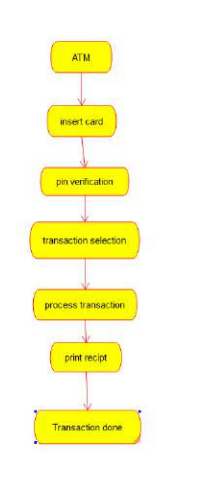 ATM
insert card
pin verification
transaction selection
process transaction
print recipt
Transaction done